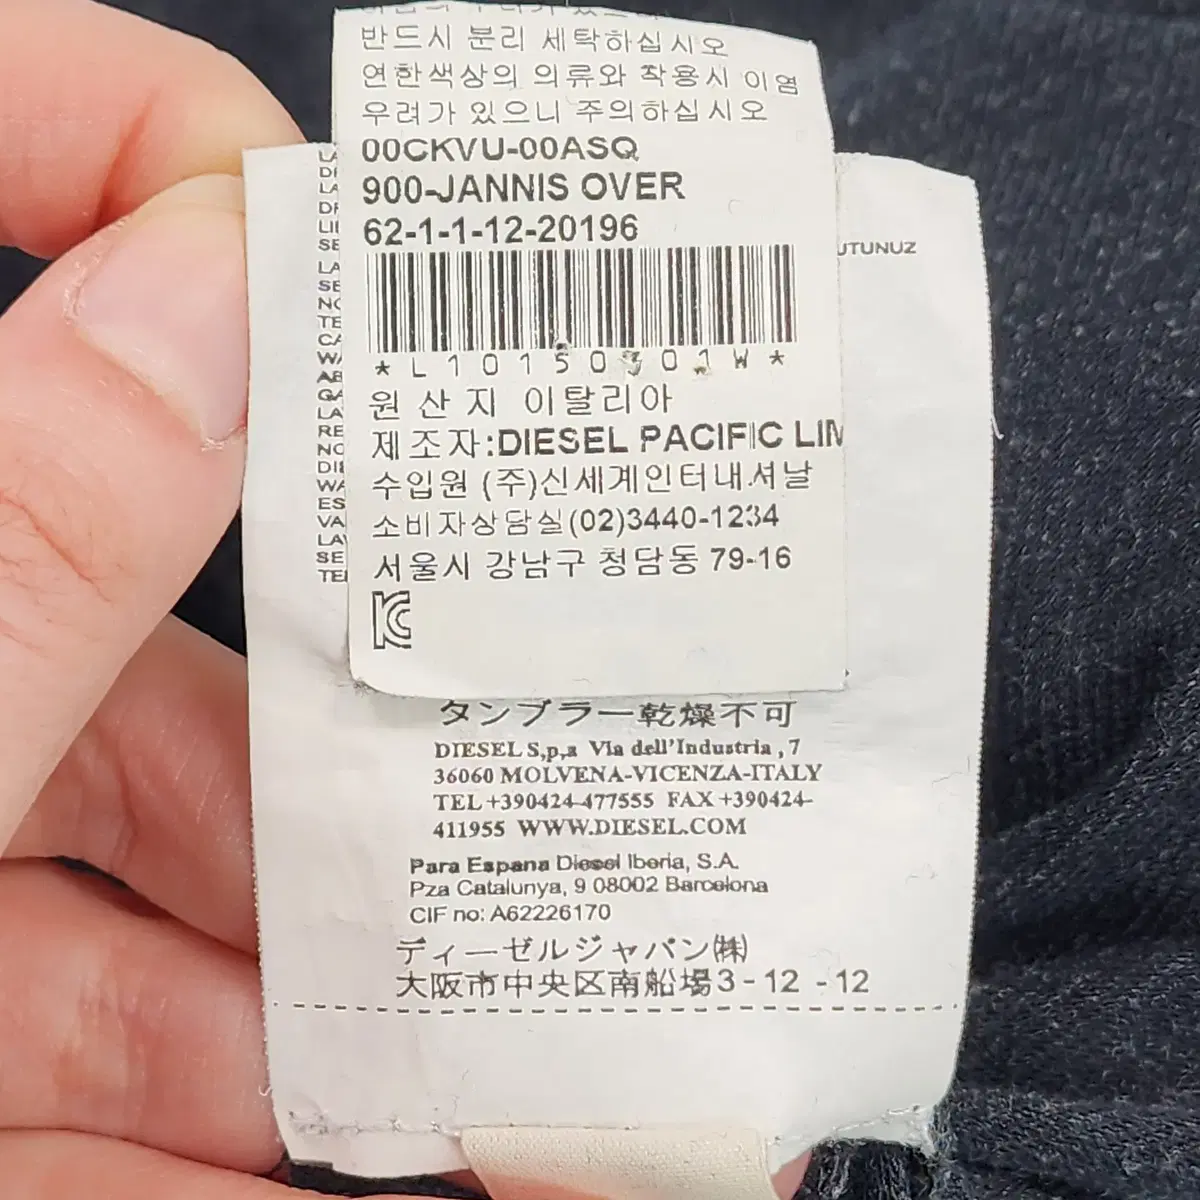 반드시 분리 세탁하십시오
연한색상의 의류와 착용시 이염
우려가 있으니 주의하십시오
00CKVU-00ASQ
900-JANNIS OVER
62-1-1-12-20196
원 산 지 이탈리아
제 조 자:DIESEL PACIFIC LIM
수입원 (주)신세계인터내셔날
소비자상담실(02)3440-1234
서울시 강남구 청담동 79-16
UTUNUZ
タンブラー乾燥不可
DIESEL S,p,a Via dell'Industria , 7
36060 MOLVENA-VICENZA-ITALY
TEL +390424-477555 FAX +390424-
411955 WWW.DIESEL.COM
Para Espana Diesel Iberia, S.A.
Pza Catalunya, 9 08002 Barcelona
CIF no: A62226170
ディーゼルジャパン㈱
大阪市中央区南船場3-12-12